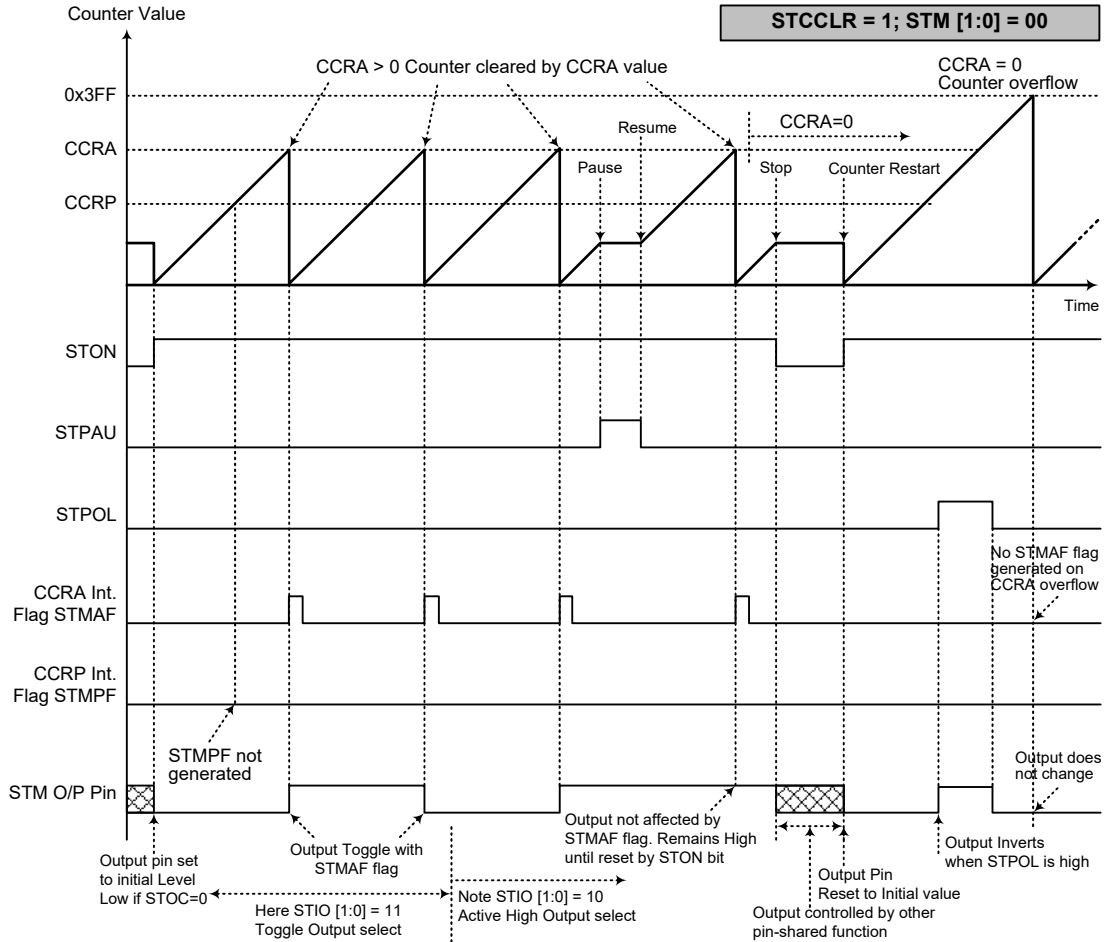 Counter Value
STCCLR = 1; STM [1:0] = 00
CCRA > 0 Counter cleared by CCRA value
CCRA = 0
Counter overflow
0x3FF
CCRA=0
Resume
CCRA
Pause
Stop
Counter Restart
CCRP
Time
STON
STPAU
STPOL
No STMAF flag
generated on
CCRA overflow
CCRA Int.
Flag STMAF
CCRP Int.
Flag STMPF
STMPF not
generated
Output does
not change
STM O/P Pin
Output pin set
to initial Level
Low if STOC=0
Output Toggle with
STMAF flag
Output not affected by
STMAF flag. Remains High
until reset by STON bit
Output Inverts
when STPOL is high
Output Pin
Reset to Initial value
Here STIO [1:0] = 11
Toggle Output select
Note STIO [1:0] = 10
Active High Output select
Output controlled by other
pin-shared function